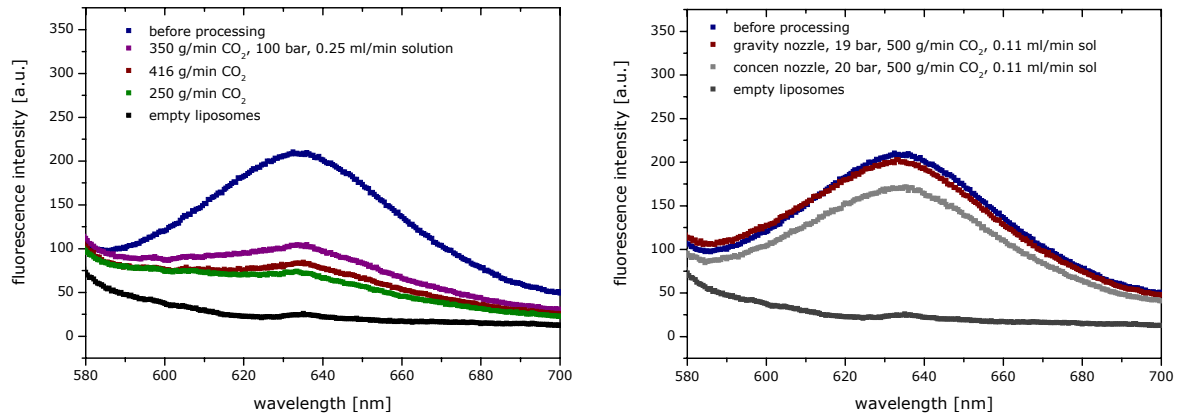 350
300
250
200
150
100
50
0
fluorescence intensity [a.u.]
before processing
350 g/min CO₂, 100 bar, 0.25 ml/min solution
416 g/min CO₂
250 g/min CO₂
empty liposomes
580 600 620 640 660 680 700
wavelength [nm]
350
300
250
200
150
100
50
0
fluorescence intensity [a.u.]
before processing
gravity nozzle, 19 bar, 500 g/min CO₂, 0.11 ml/min sol
concen nozzle, 20 bar, 500 g/min CO₂, 0.11 ml/min sol
empty liposomes
580 600 620 640 660 680 700
wavelength [nm]